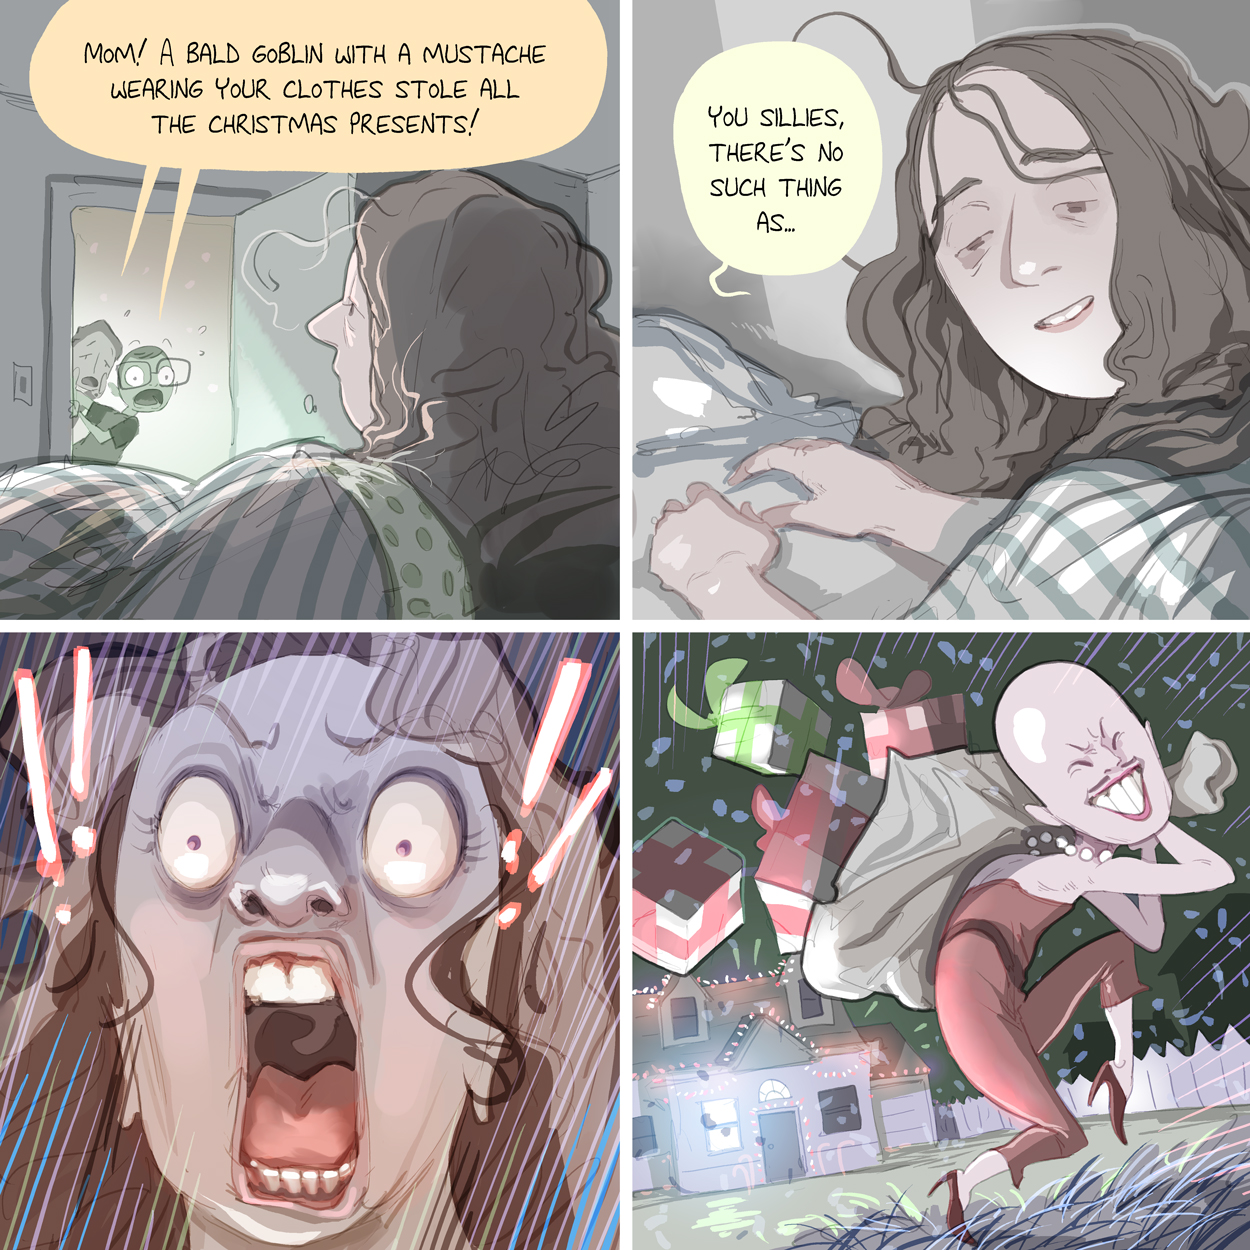 MOM! A BALD GOBLIN WITH A MUSTACHE
WEARING YOUR CLOTHES STOLE ALL
THE CHRISTMAS PRESENTS!
YOU SILLIES,
THERE'S NO
SUCH THING
AS...